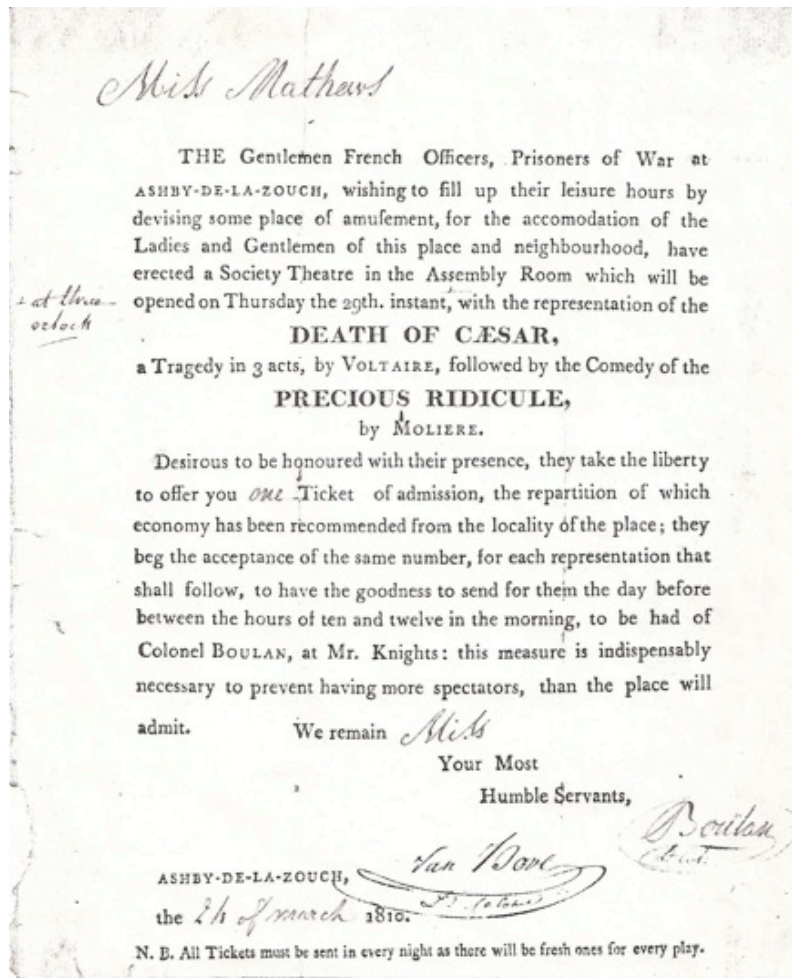 Miss Mathews
THE Gentlemen French Officers, Prisoners of War at
ASHBY-DE-LA-ZOUCH, wishing to fill up their leisure hours by
devising some place of amusement, for the accomodation of the
Ladies and Gentlemen of this place and neighbourhood, have
erected a Society Theatre in the Assembly Room which will be
at three
oclock
opened on Thursday the 29th. instant, with the representation of the
DEATH OF CÆSAR,
a Tragedy in 3 acts, by VOLTAIRE, followed by the Comedy of the
PRECIOUS RIDICULE,
by MOLIERE.
Desirous to be honoured with their presence, they take the liberty
to offer you one Ticket of admission, the repartition of which
economy has been recommended from the locality of the place; they
beg the acceptance of the same number, for each representation that
shall follow, to have the goodness to send for them the day before
between the hours of ten and twelve in the morning, to be had of
Colonel BOULAN, at Mr. Knights: this measure is indispensably
necessary to prevent having more spectators, than the place will
admit. We remain Miss
Your Most
Humble Servants,
Boulan
Van Hove
ASHBY-DE-LA-ZOUCH,
the of march 1810.
N. B. All Tickets must be sent in every night as there will be fresh ones for every play.